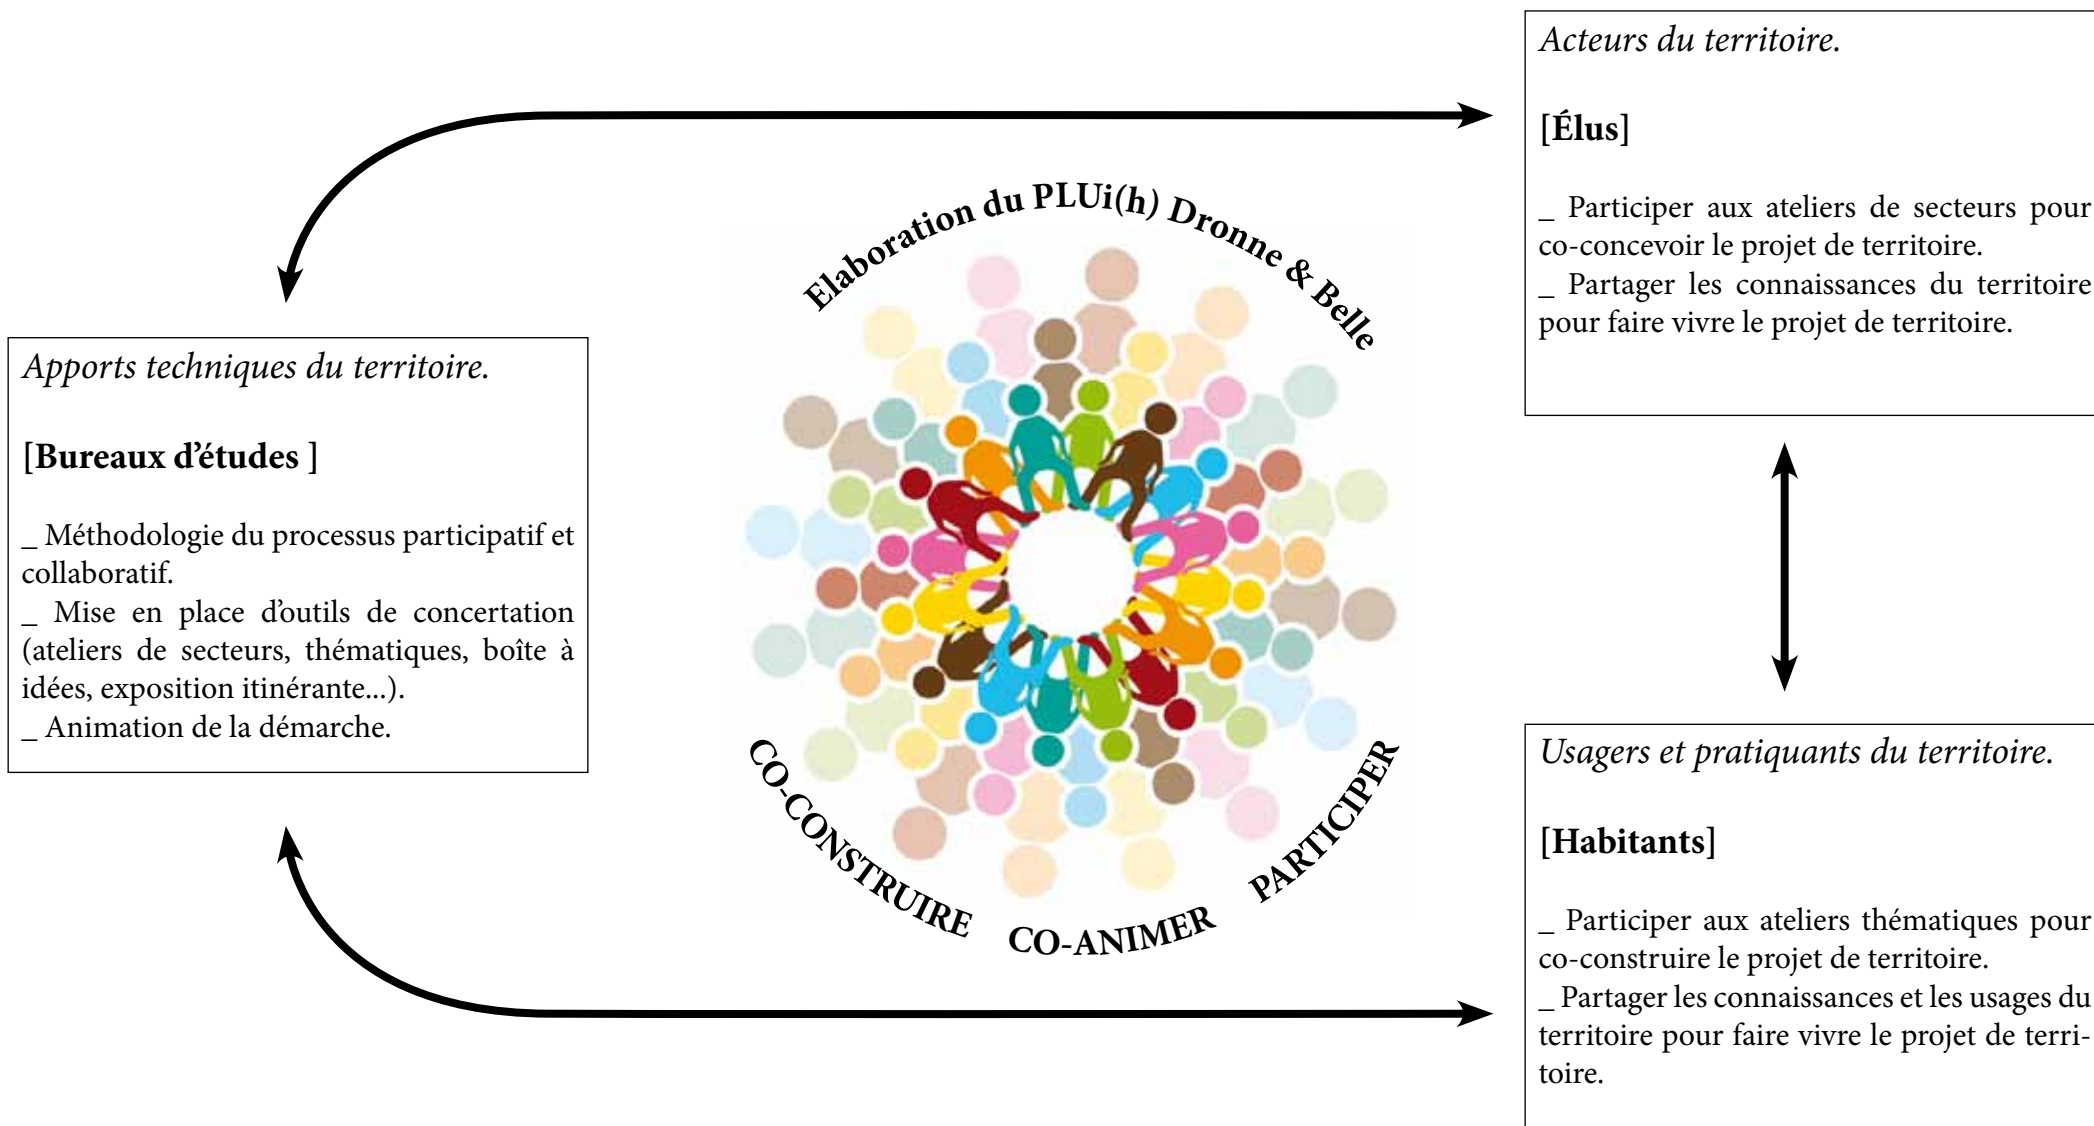 Elaboration du PLUi(h) Dronne & Belle
CO-CONSTRUIRE CO-ANIMER PARTICIPER
Apports techniques du territoire.
[Bureaux d’études ]
_ Méthodologie du processus participatif et
collaboratif.
_ Mise en place d’outils de concertation
(ateliers de secteurs, thématiques, boîte à
idées, exposition itinérante...).
_ Animation de la démarche.
Acteurs du territoire.
[Élus]
_ Participer aux ateliers de secteurs pour
co-concevoir le projet de territoire.
_ Partager les connaissances du territoire
pour faire vivre le projet de territoire.
Usagers et pratiquants du territoire.
[Habitants]
_ Participer aux ateliers thématiques pour
co-construire le projet de territoire.
_ Partager les connaissances et les usages du
territoire pour faire vivre le projet de terri-
toire.